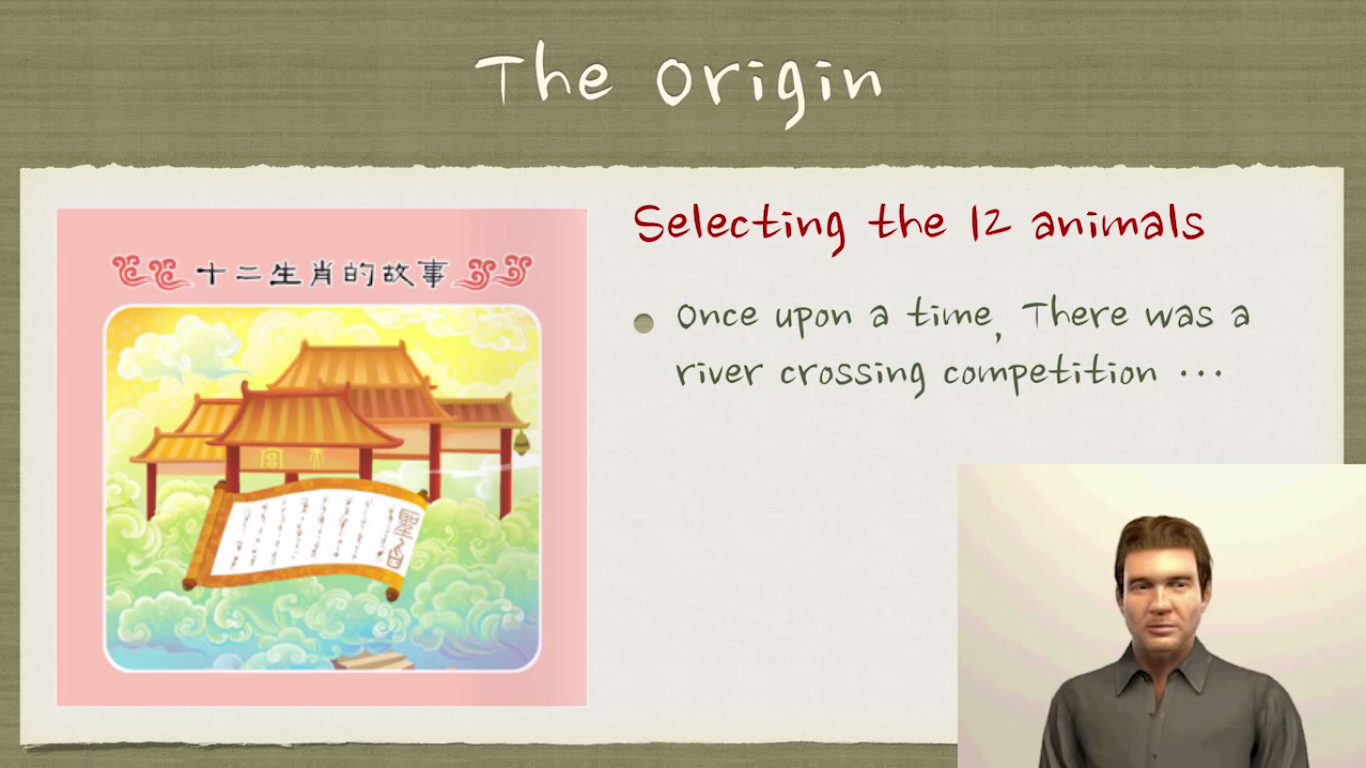 The Origin
十二生肖的故事
Selecting the 12 animals
Once upon a time, There was a
river crossing competition ...